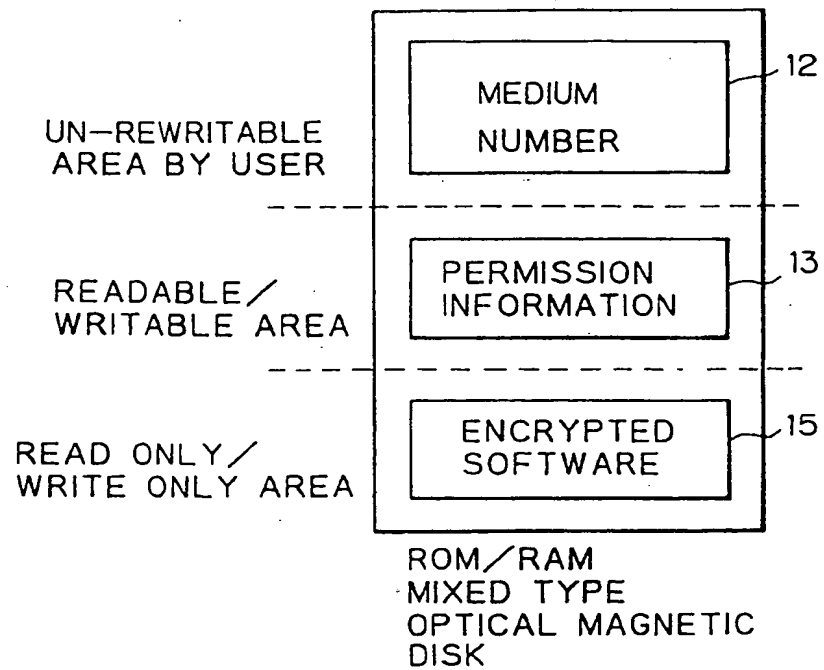 12
MEDIUM
NUMBER
UN-REWRITABLE
AREA BY USER
13
PERMISSION
INFORMATION
READABLE/
WRITABLE AREA
15
ENCRYPTED
SOFTWARE
READ ONLY/
WRITE ONLY AREA
ROM/RAM
MIXED TYPE
OPTICAL MAGNETIC
DISK